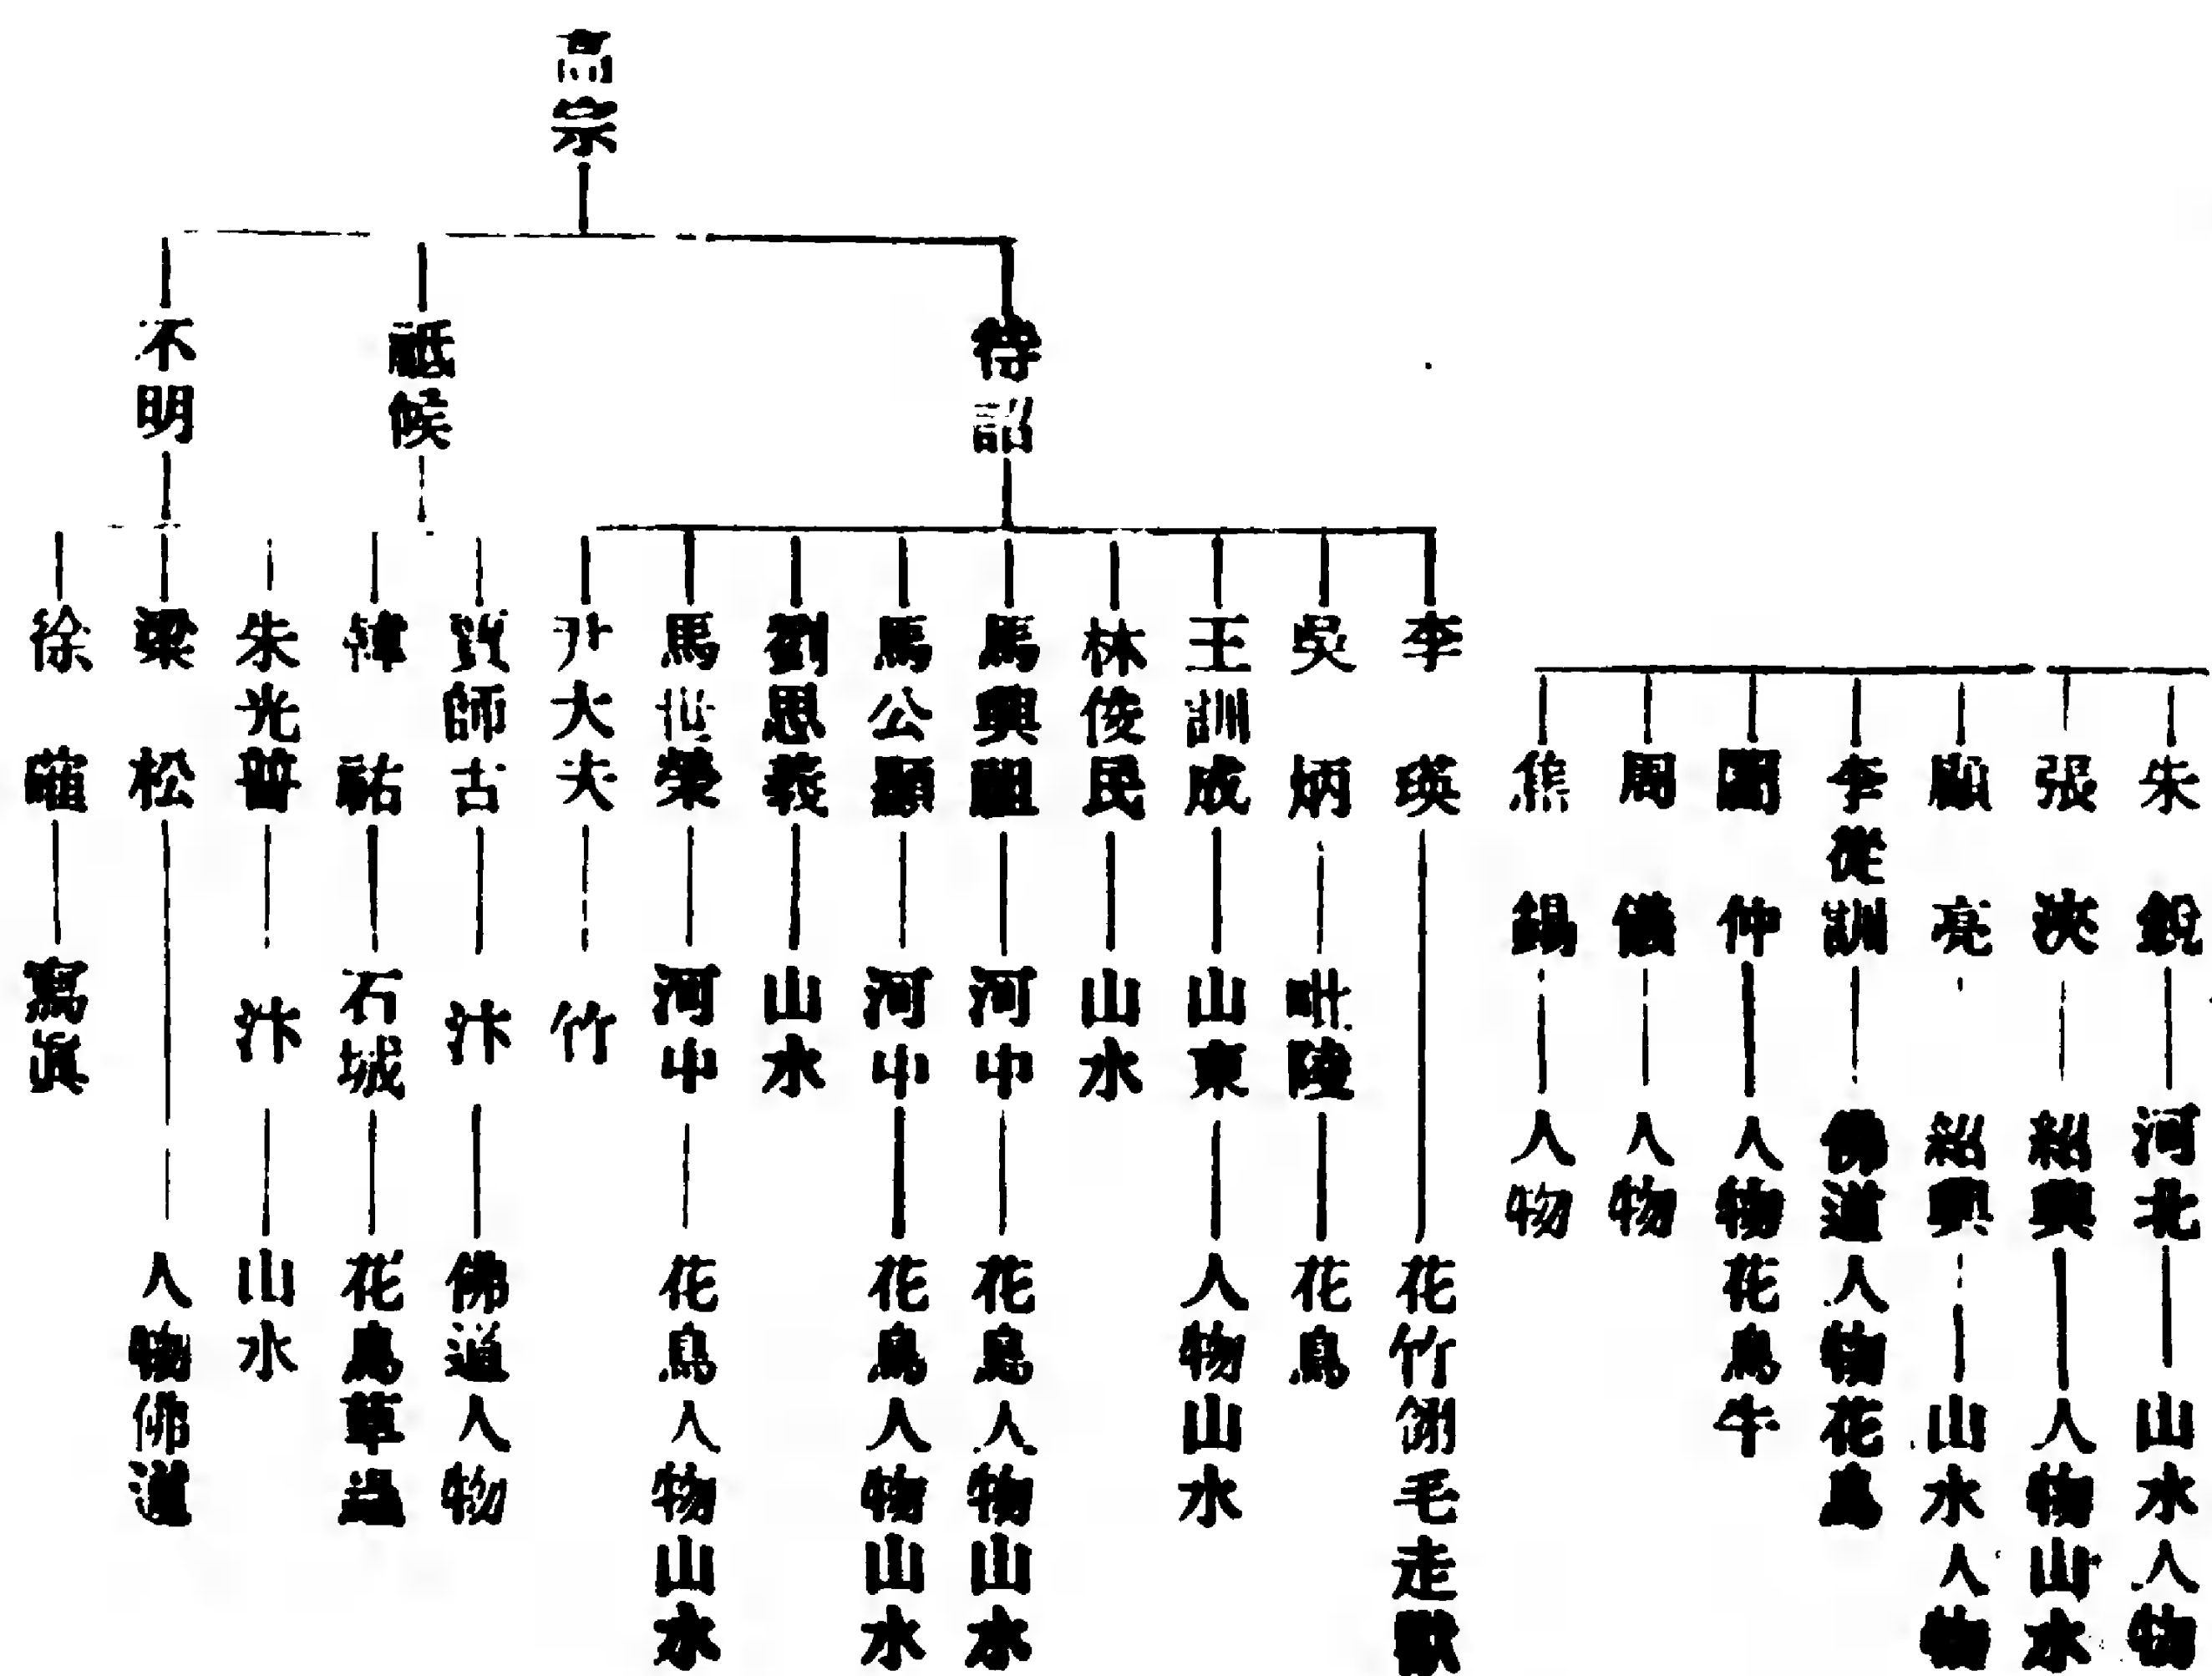 高宗
待詔
祗候
不明
朱銳 河北 山水人物
張浹 紹興 人物山水
顧亮 紹興 山水人物
李從訓 佛道人物花鳥
閻仲 人物花鳥牛
周儀 人物
焦錫 人物
李瑛 花竹翎毛走獸
吳炳 毗陵 花鳥
王訓成 山東 人物山水
林俊民 山水
馬興祖 河中 花鳥人物山水
馬公顯 河中 花鳥人物山水
劉思義 山水
馬世榮 河中 花鳥人物山水
尹大夫 竹
賈師古 汴 佛道人物
韓祐 石城 花鳥草蟲
朱光普 汴 山水
梁松 人物佛道
徐確 寫眞